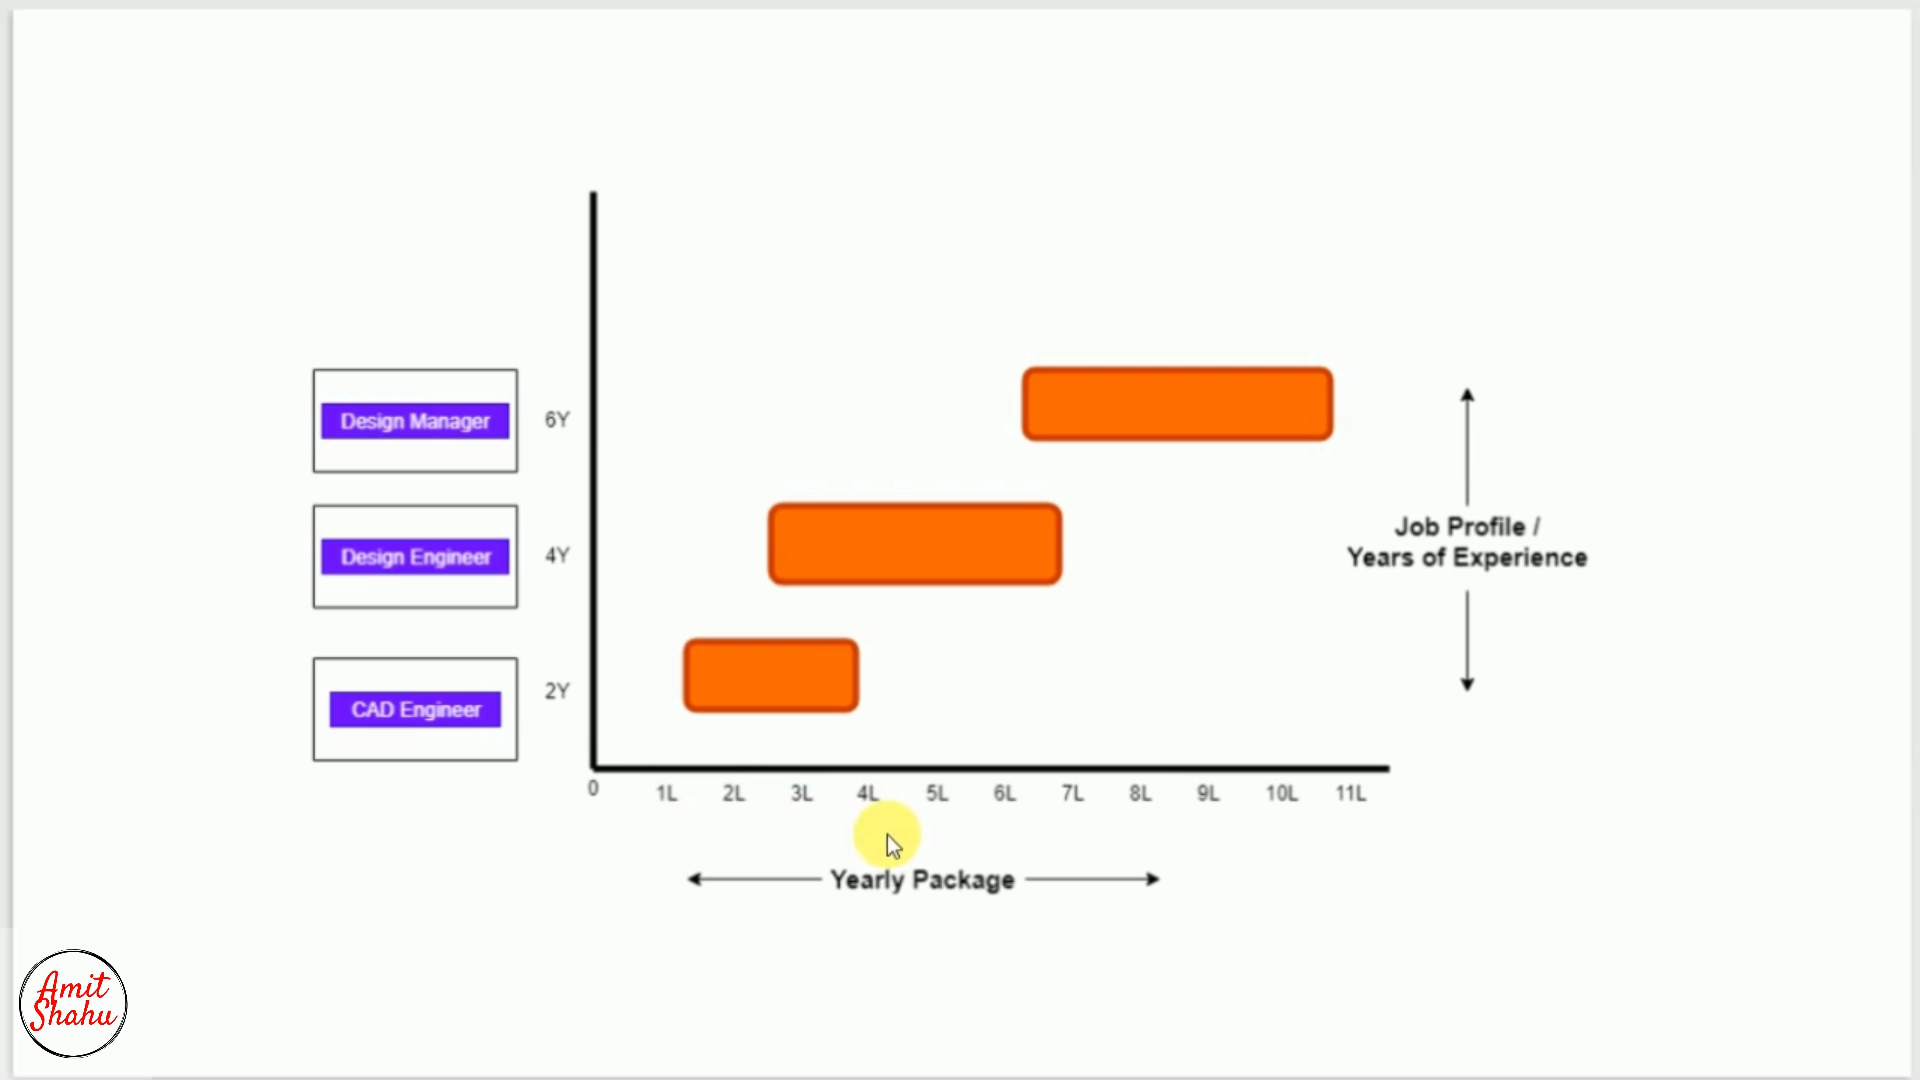 Design Manager
6Y
Design Engineer
4Y
CAD Engineer
2Y
Job Profile /
Years of Experience
0 1L 2L 3L 4L 5L 6L 7L 8L 9L 10L 11L
Yearly Package
Amit
Shahu